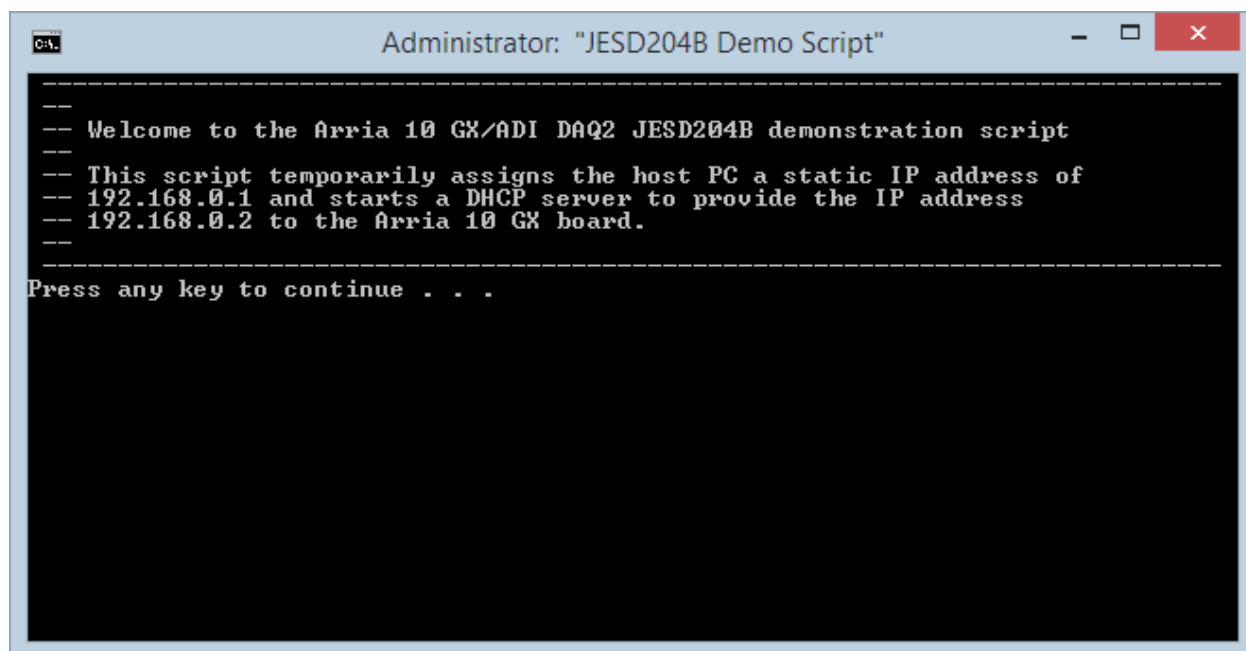 Administrator: "JESD204B Demo Script"
------------------------------------------------------------------------------
--
-- Welcome to the Arria 10 GX/ADI DAQ2 JESD204B demonstration script
--
-- This script temporarily assigns the host PC a static IP address of
-- 192.168.0.1 and starts a DHCP server to provide the IP address
-- 192.168.0.2 to the Arria 10 GX board.
--
------------------------------------------------------------------------------
Press any key to continue . . .